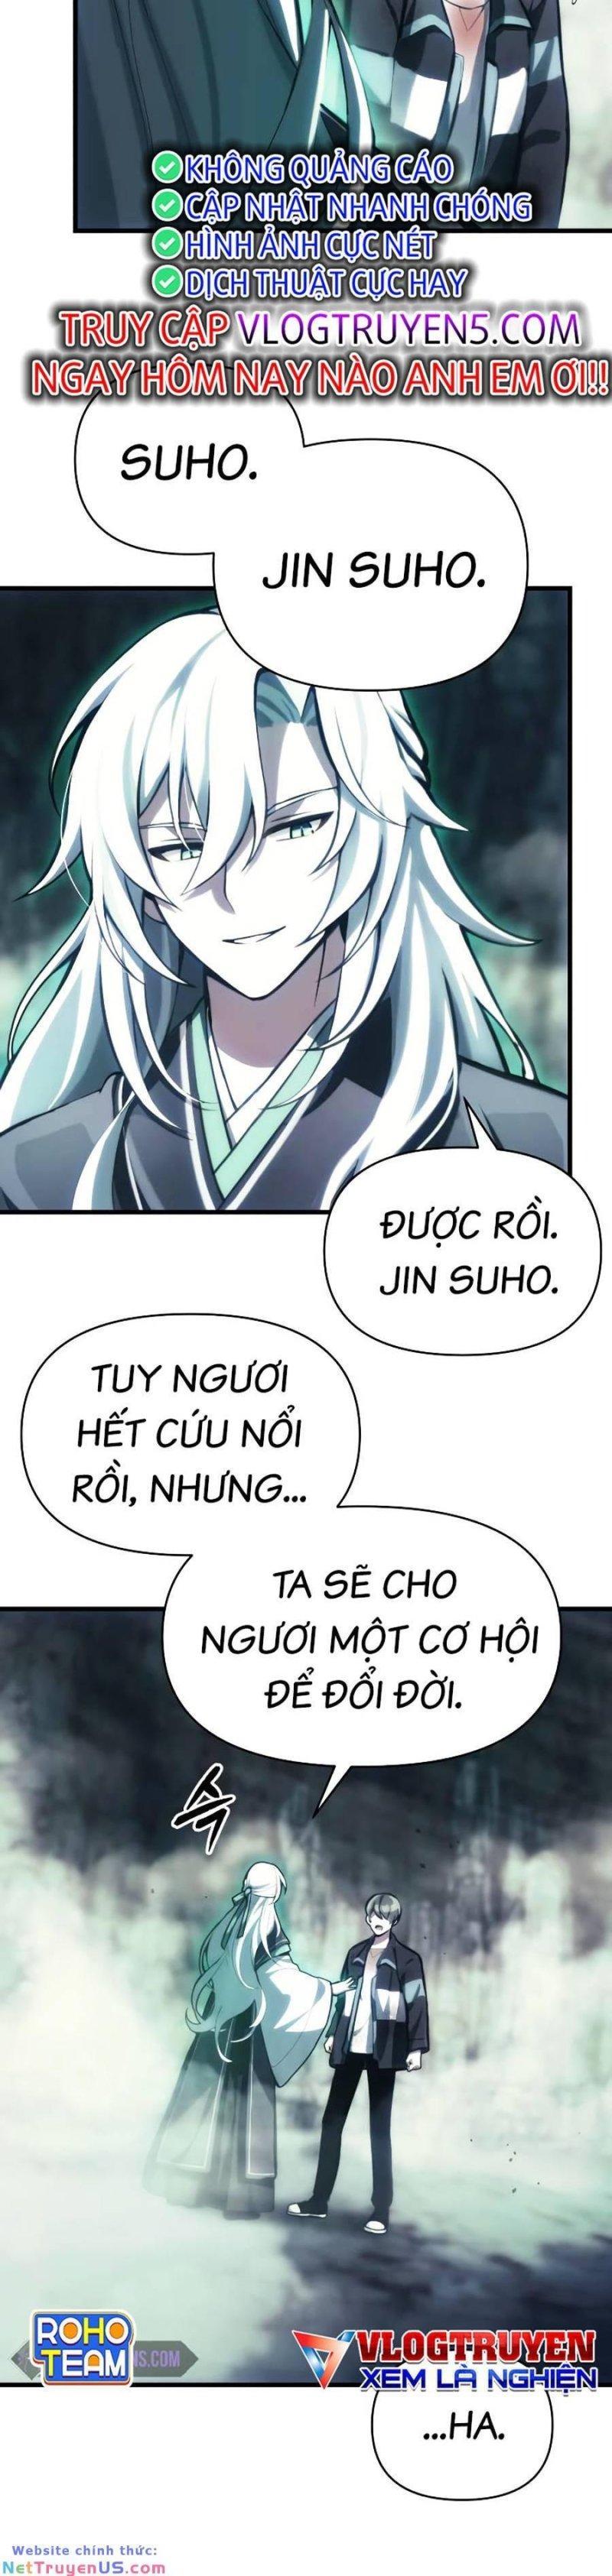 KHÔNG QUẢNG CÁO
CẬP NHẬT NHANH CHÓNG
HÌNH ẢNH CỰC NÉT
DỊCH THUẬT CỰC HAY
TRUY CẬP VLOGTRUYEN5.COM
NGAY HÔM NAY NÀO ANH EM ƠI!!
SUHO.
JIN SUHO.
ĐƯỢC RỒI.
JIN SUHO.
TUY NGƯƠI
HẾT CỨU NỔI
RỒI, NHƯNG...
TA SẼ CHO
NGƯƠI MỘT CƠ HỘI
ĐỂ ĐỔI ĐỜI.
슥
ROHO
TEAM
NS.COM
VLOGTRUYEN
XEM LÀ NGHIỆN
...HA.
Website chính thức:
NetTruyenUS.com